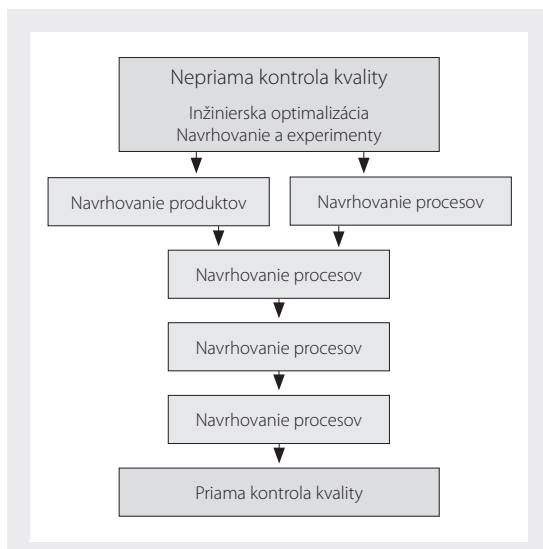 Nepriama kontrola kvality
Inžinierska optimalizácia
Navrhovanie a experimenty
Navrhovanie produktov
Navrhovanie procesov
Navrhovanie procesov
Navrhovanie procesov
Navrhovanie procesov
Priama kontrola kvality